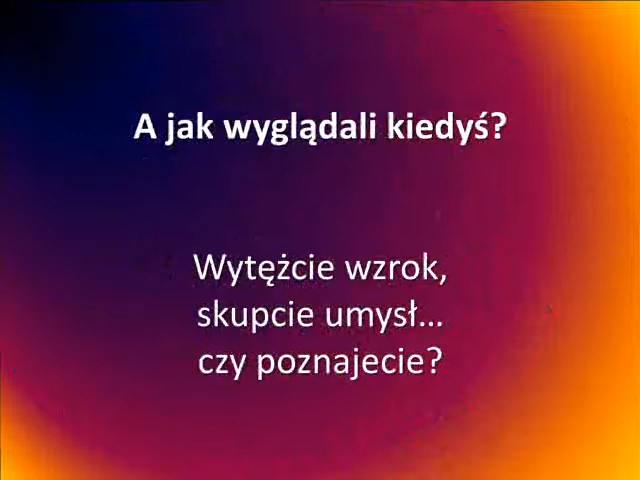 A jak wyglądali kiedyś?
Wytężcie wzrok,
skupcie umysł...
czy poznajecie?